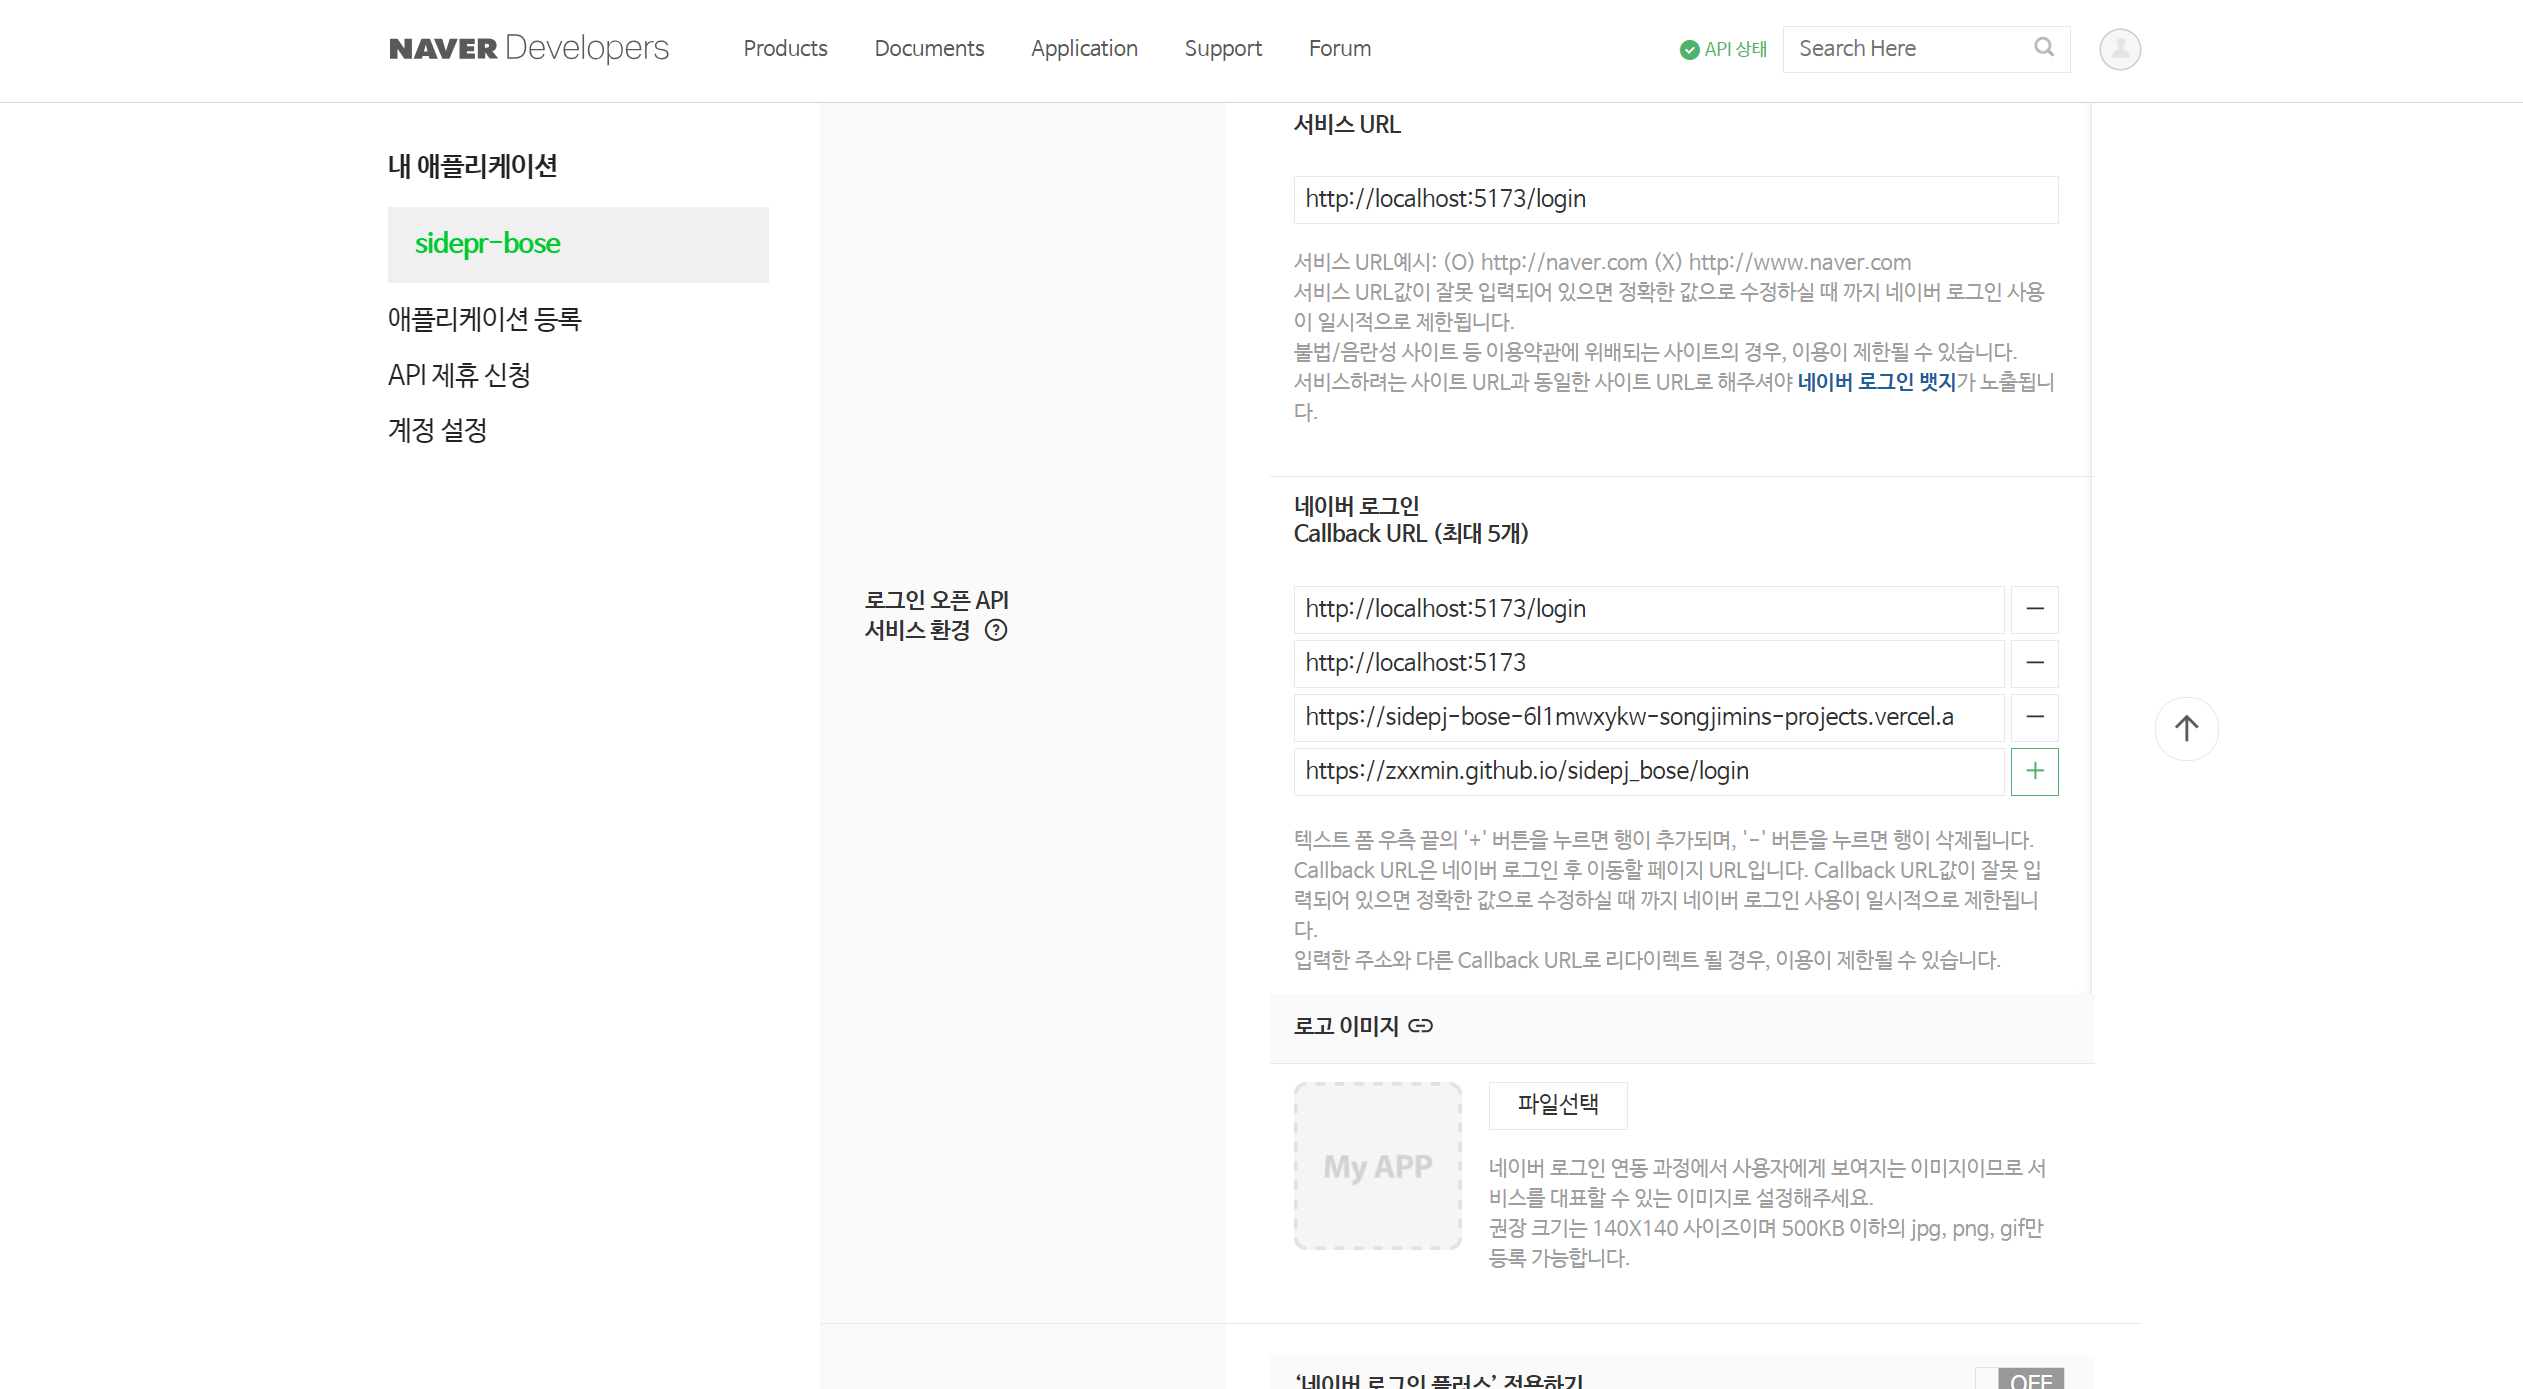 NAVER Developers
Products
Documents
Application
Support
Forum
API 상태
Search Here
내 애플리케이션
sidepr-bose
애플리케이션 등록
API 제휴 신청
계정 설정
로그인 오픈 API
서비스 환경 ?
서비스 URL
http://localhost:5173/login
서비스 URL예시: (O) http://naver.com (X) http://www.naver.com
서비스 URL값이 잘못 입력되어 있으면 정확한 값으로 수정하실 때 까지 네이버 로그인 사용
이 일시적으로 제한됩니다.
불법/음란성 사이트 등 이용약관에 위배되는 사이트의 경우, 이용이 제한될 수 있습니다.
서비스하려는 사이트 URL과 동일한 사이트 URL로 해주셔야 네이버 로그인 뱃지가 노출됩니
다.
네이버 로그인
Callback URL (최대 5개)
http://localhost:5173/login
http://localhost:5173
https://sidepj-bose-6l1mwxykw-songjimins-projects.vercel.a
https://zxxmin.github.io/sidepj_bose/login
텍스트 폼 우측 끝의 '+' 버튼을 누르면 행이 추가되며, '-' 버튼을 누르면 행이 삭제됩니다.
Callback URL은 네이버 로그인 후 이동할 페이지 URL입니다. Callback URL값이 잘못 입
력되어 있으면 정확한 값으로 수정하실 때 까지 네이버 로그인 사용이 일시적으로 제한됩니
다.
입력한 주소와 다른 Callback URL로 리다이렉트 될 경우, 이용이 제한될 수 있습니다.
로고 이미지
My APP
파일선택
네이버 로그인 연동 과정에서 사용자에게 보여지는 이미지이므로 서
비스를 대표할 수 있는 이미지로 설정해주세요.
권장 크기는 140X140 사이즈이며 500KB 이하의 jpg, png, gif만
등록 가능합니다.
‘네이버 로그인 플러스’ 적용하기
OFF